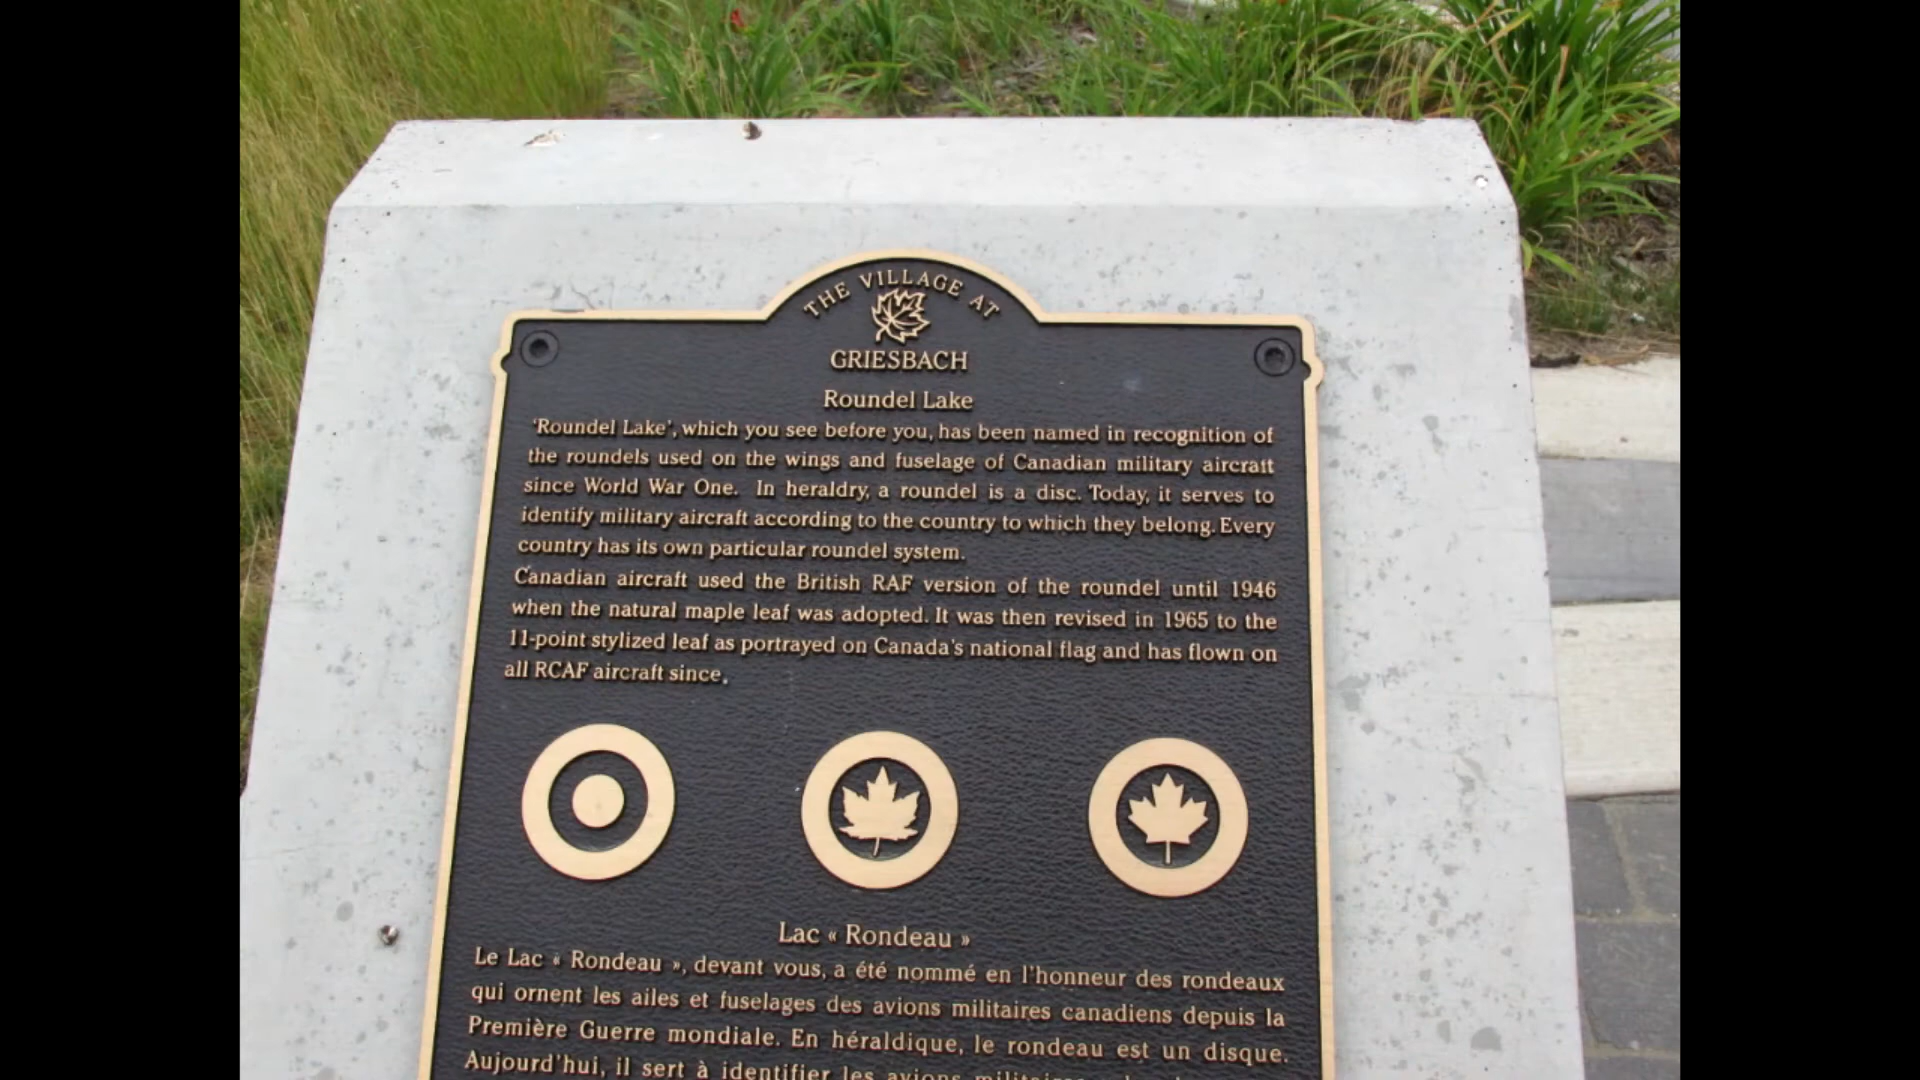 THE VILLAGE AT
GRIESBACH
Roundel Lake
'Roundel Lake', which you see before you, has been named in recognition of
the roundels used on the wings and fuselage of Canadian military aircraft
since World War One. In heraldry, a roundel is a disc. Today, it serves to
identify military aircraft according to the country to which they belong. Every
country has its own particular roundel system.
Canadian aircraft used the British RAF version of the roundel until 1946
when the natural maple leaf was adopted. It was then revised in 1965 to the
11-point stylized leaf as portrayed on Canada's national flag and has flown on
all RCAF aircraft since.
Lac « Rondeau »
Le Lac « Rondeau », devant vous, a été nommé en l'honneur des rondeaux
qui ornent les ailes et fuselages des avions militaires canadiens depuis la
Première Guerre mondiale. En héraldique, le rondeau est un disque.
Aujourd'hui, il sert à identifier les avions militaires